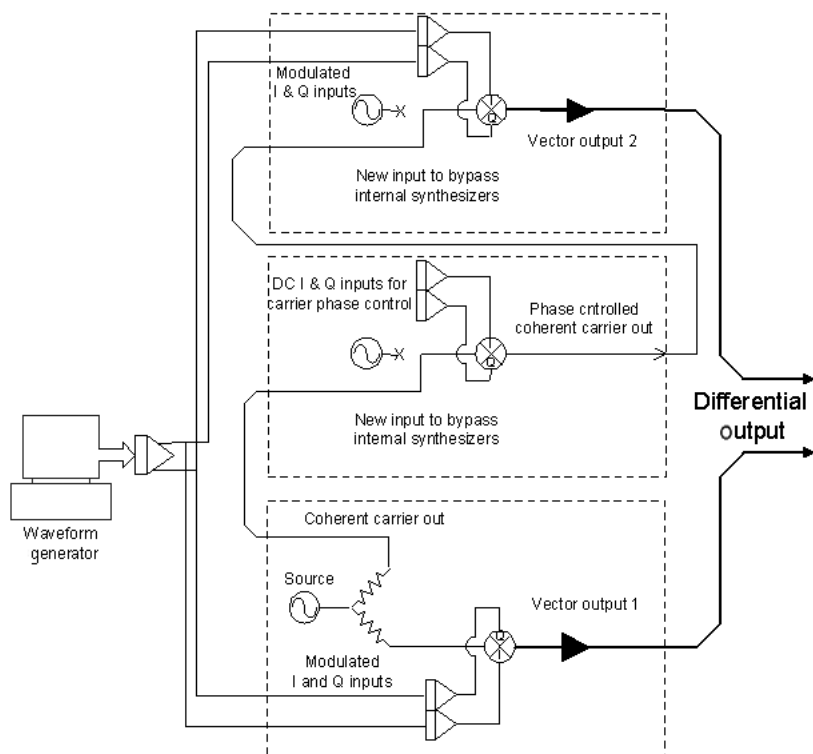 Modulated
I & Q inputs
X
Q
Vector output 2
New input to bypass
internal synthesizers
DC I & Q inputs for
carrier phase control
Phase cntrolled
coherent carrier out
X
Q
New input to bypass
internal synthesizers
Differential
output
Waveform
generator
Coherent carrier out
Source
Q
Vector output 1
Modulated
I and Q inputs